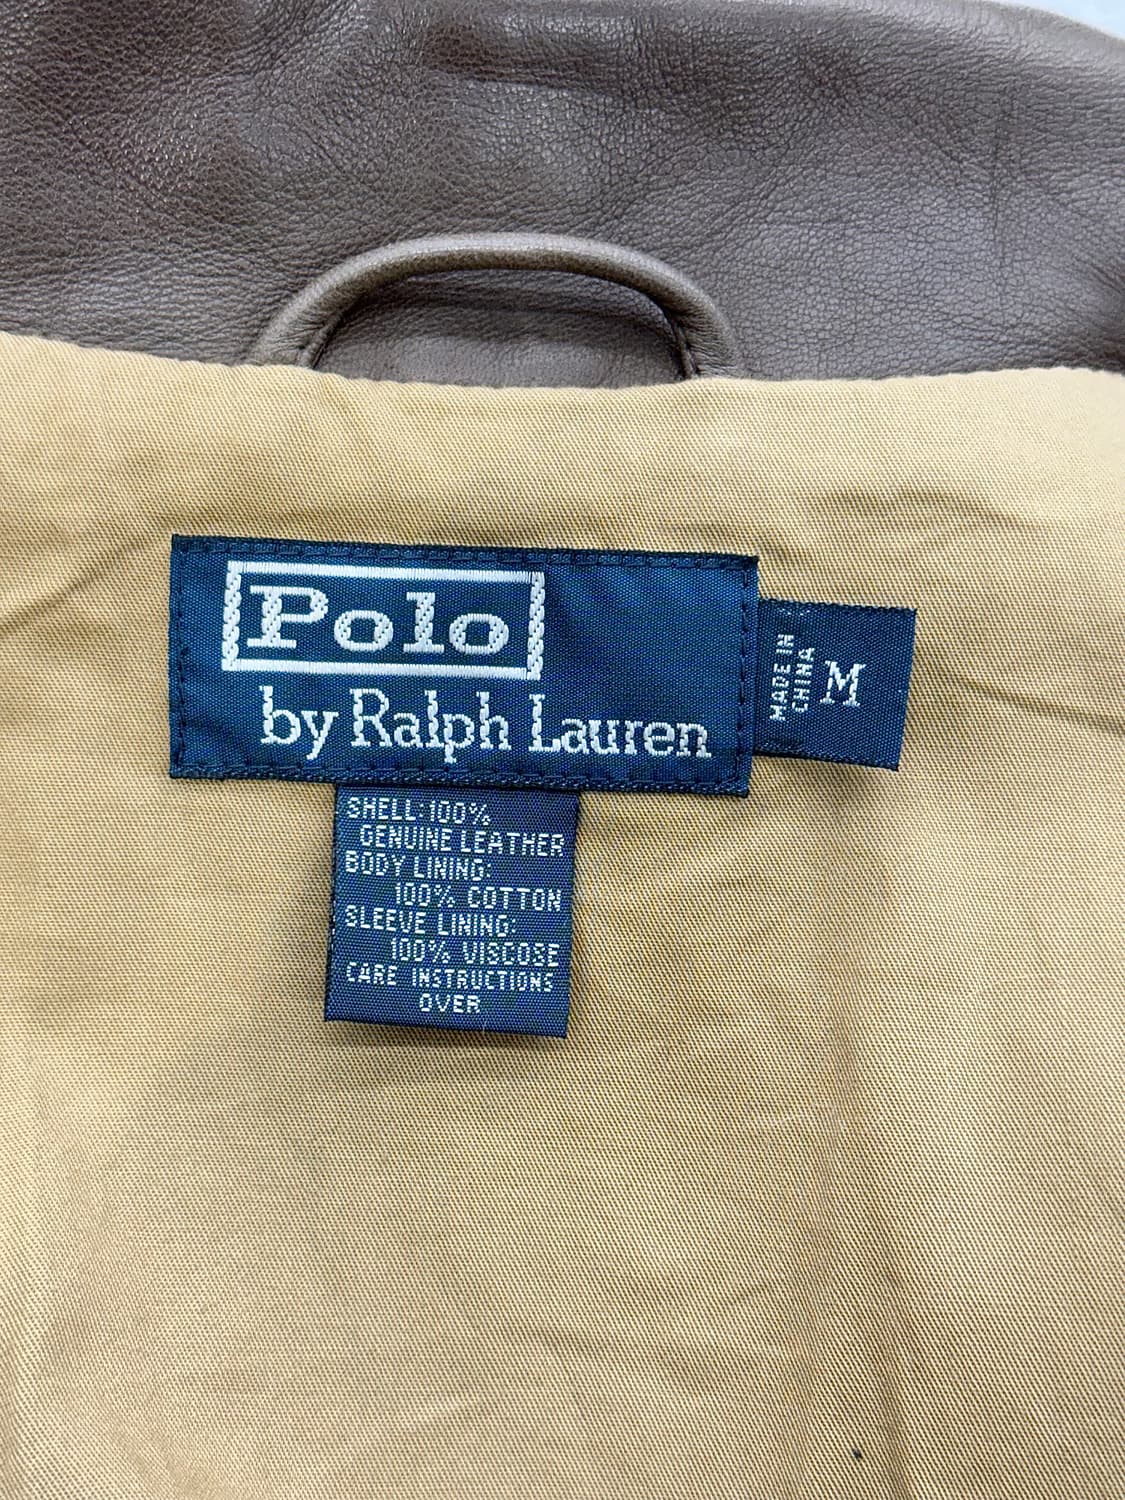 Polo
by Ralph Lauren
MADE IN
CHINA
M
SHELL:100%
GENUINE LEATHER
BODY LINING:
100% COTTON
SLEEVE LINING:
100% VISCOSE
CARE INSTRUCTIONS
OVER